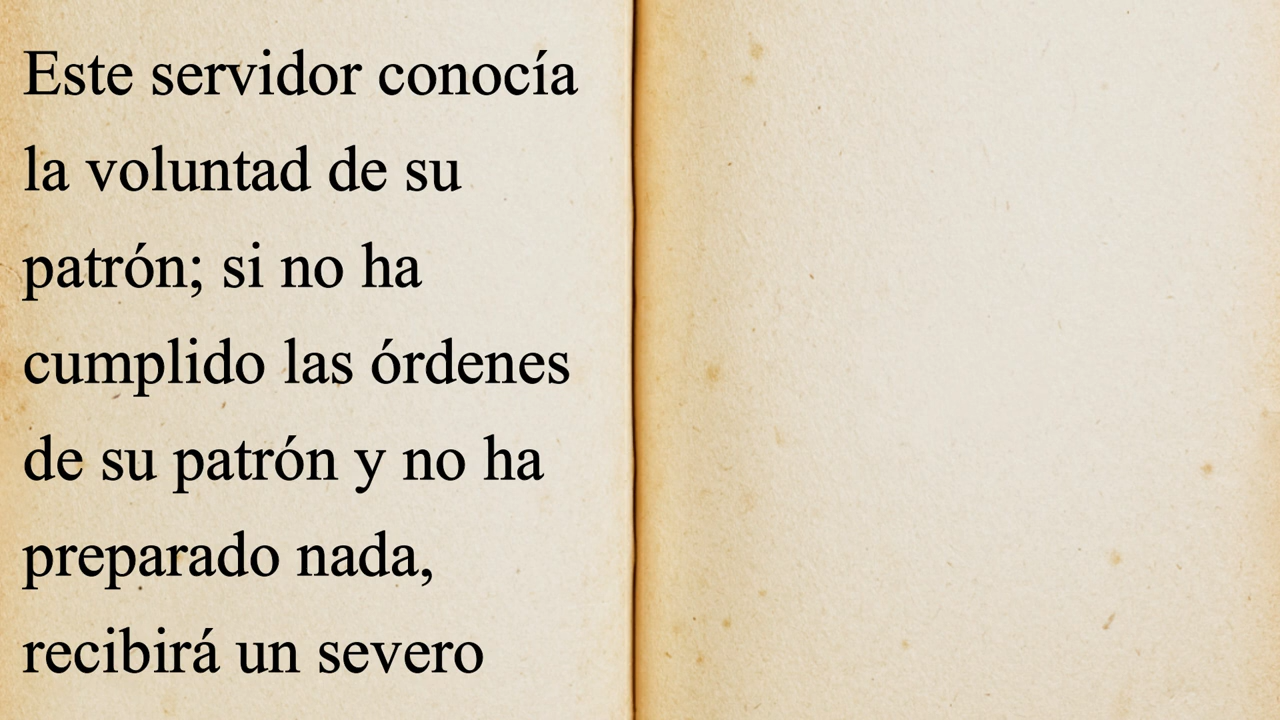 Este servidor conocía
la voluntad de su
patrón; si no ha
cumplido las órdenes
de su patrón y no ha
preparado nada,
recibirá un severo